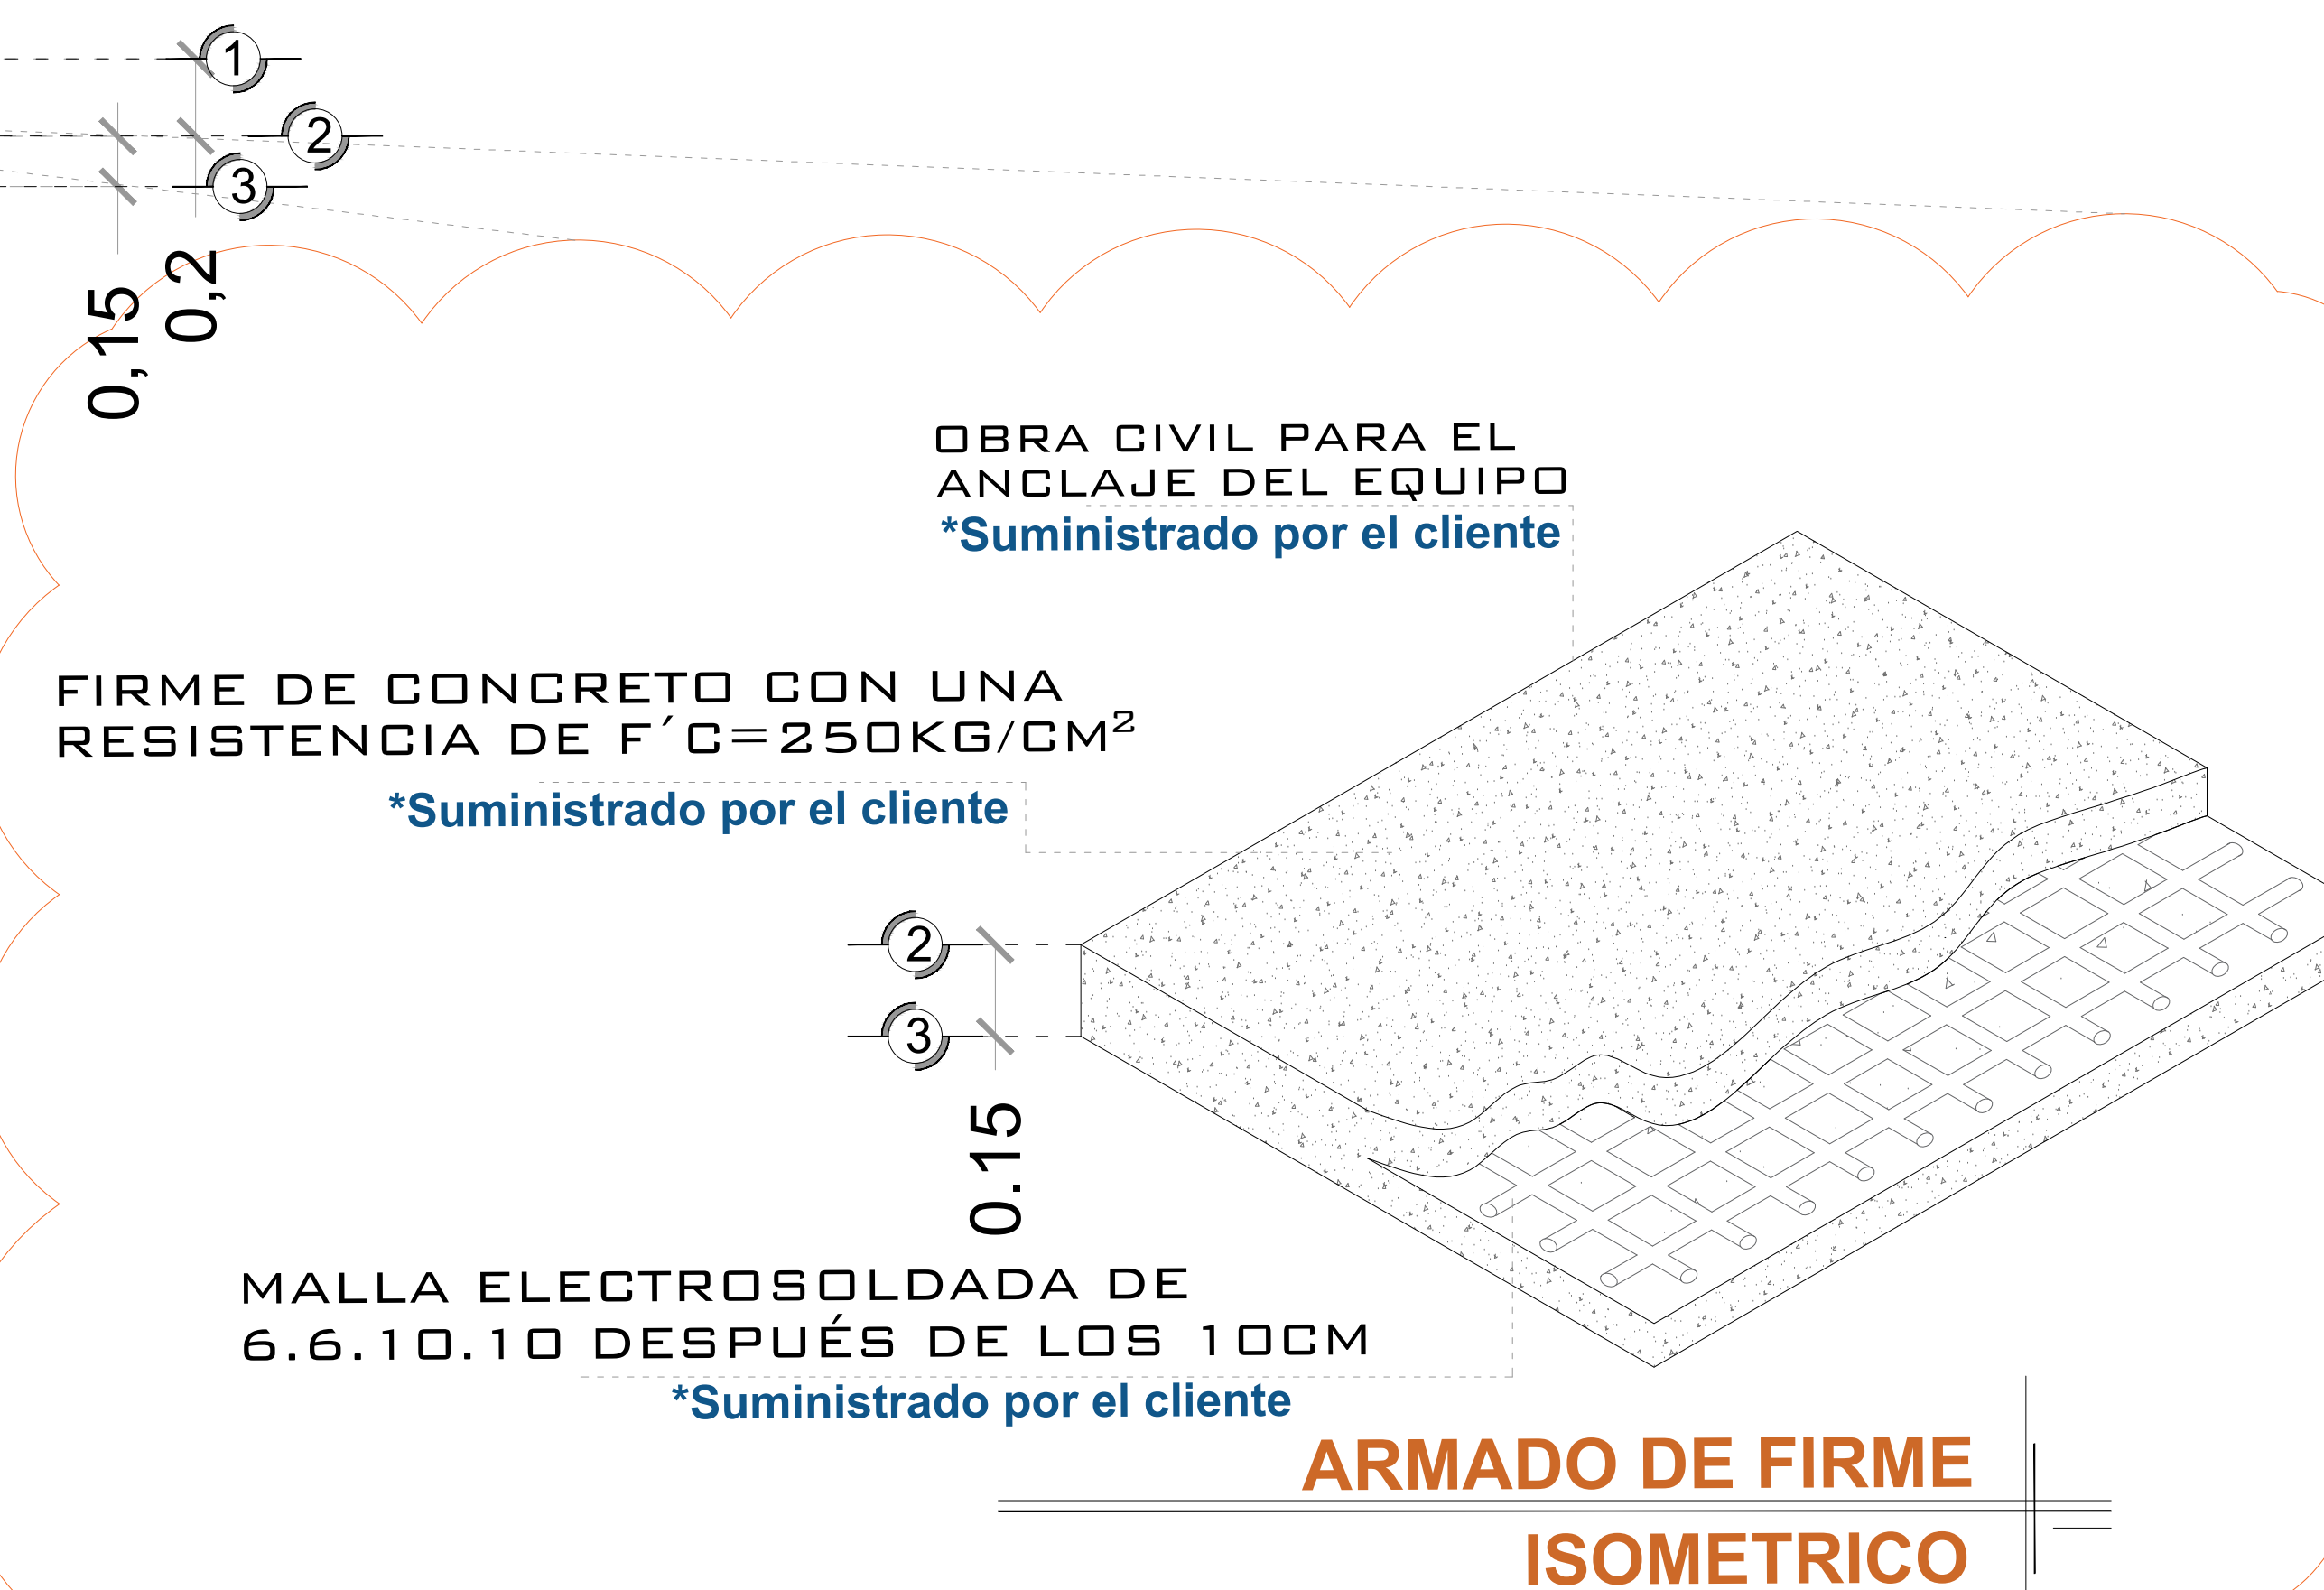 1
2
3
0,15
0,2
OBRA CIVIL PARA EL
ANCLAJE DEL EQUIPO
*Suministrado por el cliente
FIRME DE CONCRETO CON UNA
RESISTENCIA DE F´C=250KG/CM²
*Suministrado por el cliente
2
3
0.15
MALLA ELECTROSOLDADA DE
6.6.10.10 DESPUÉS DE LOS 10CM
*Suministrado por el cliente
ARMADO DE FIRME
ISOMETRICO